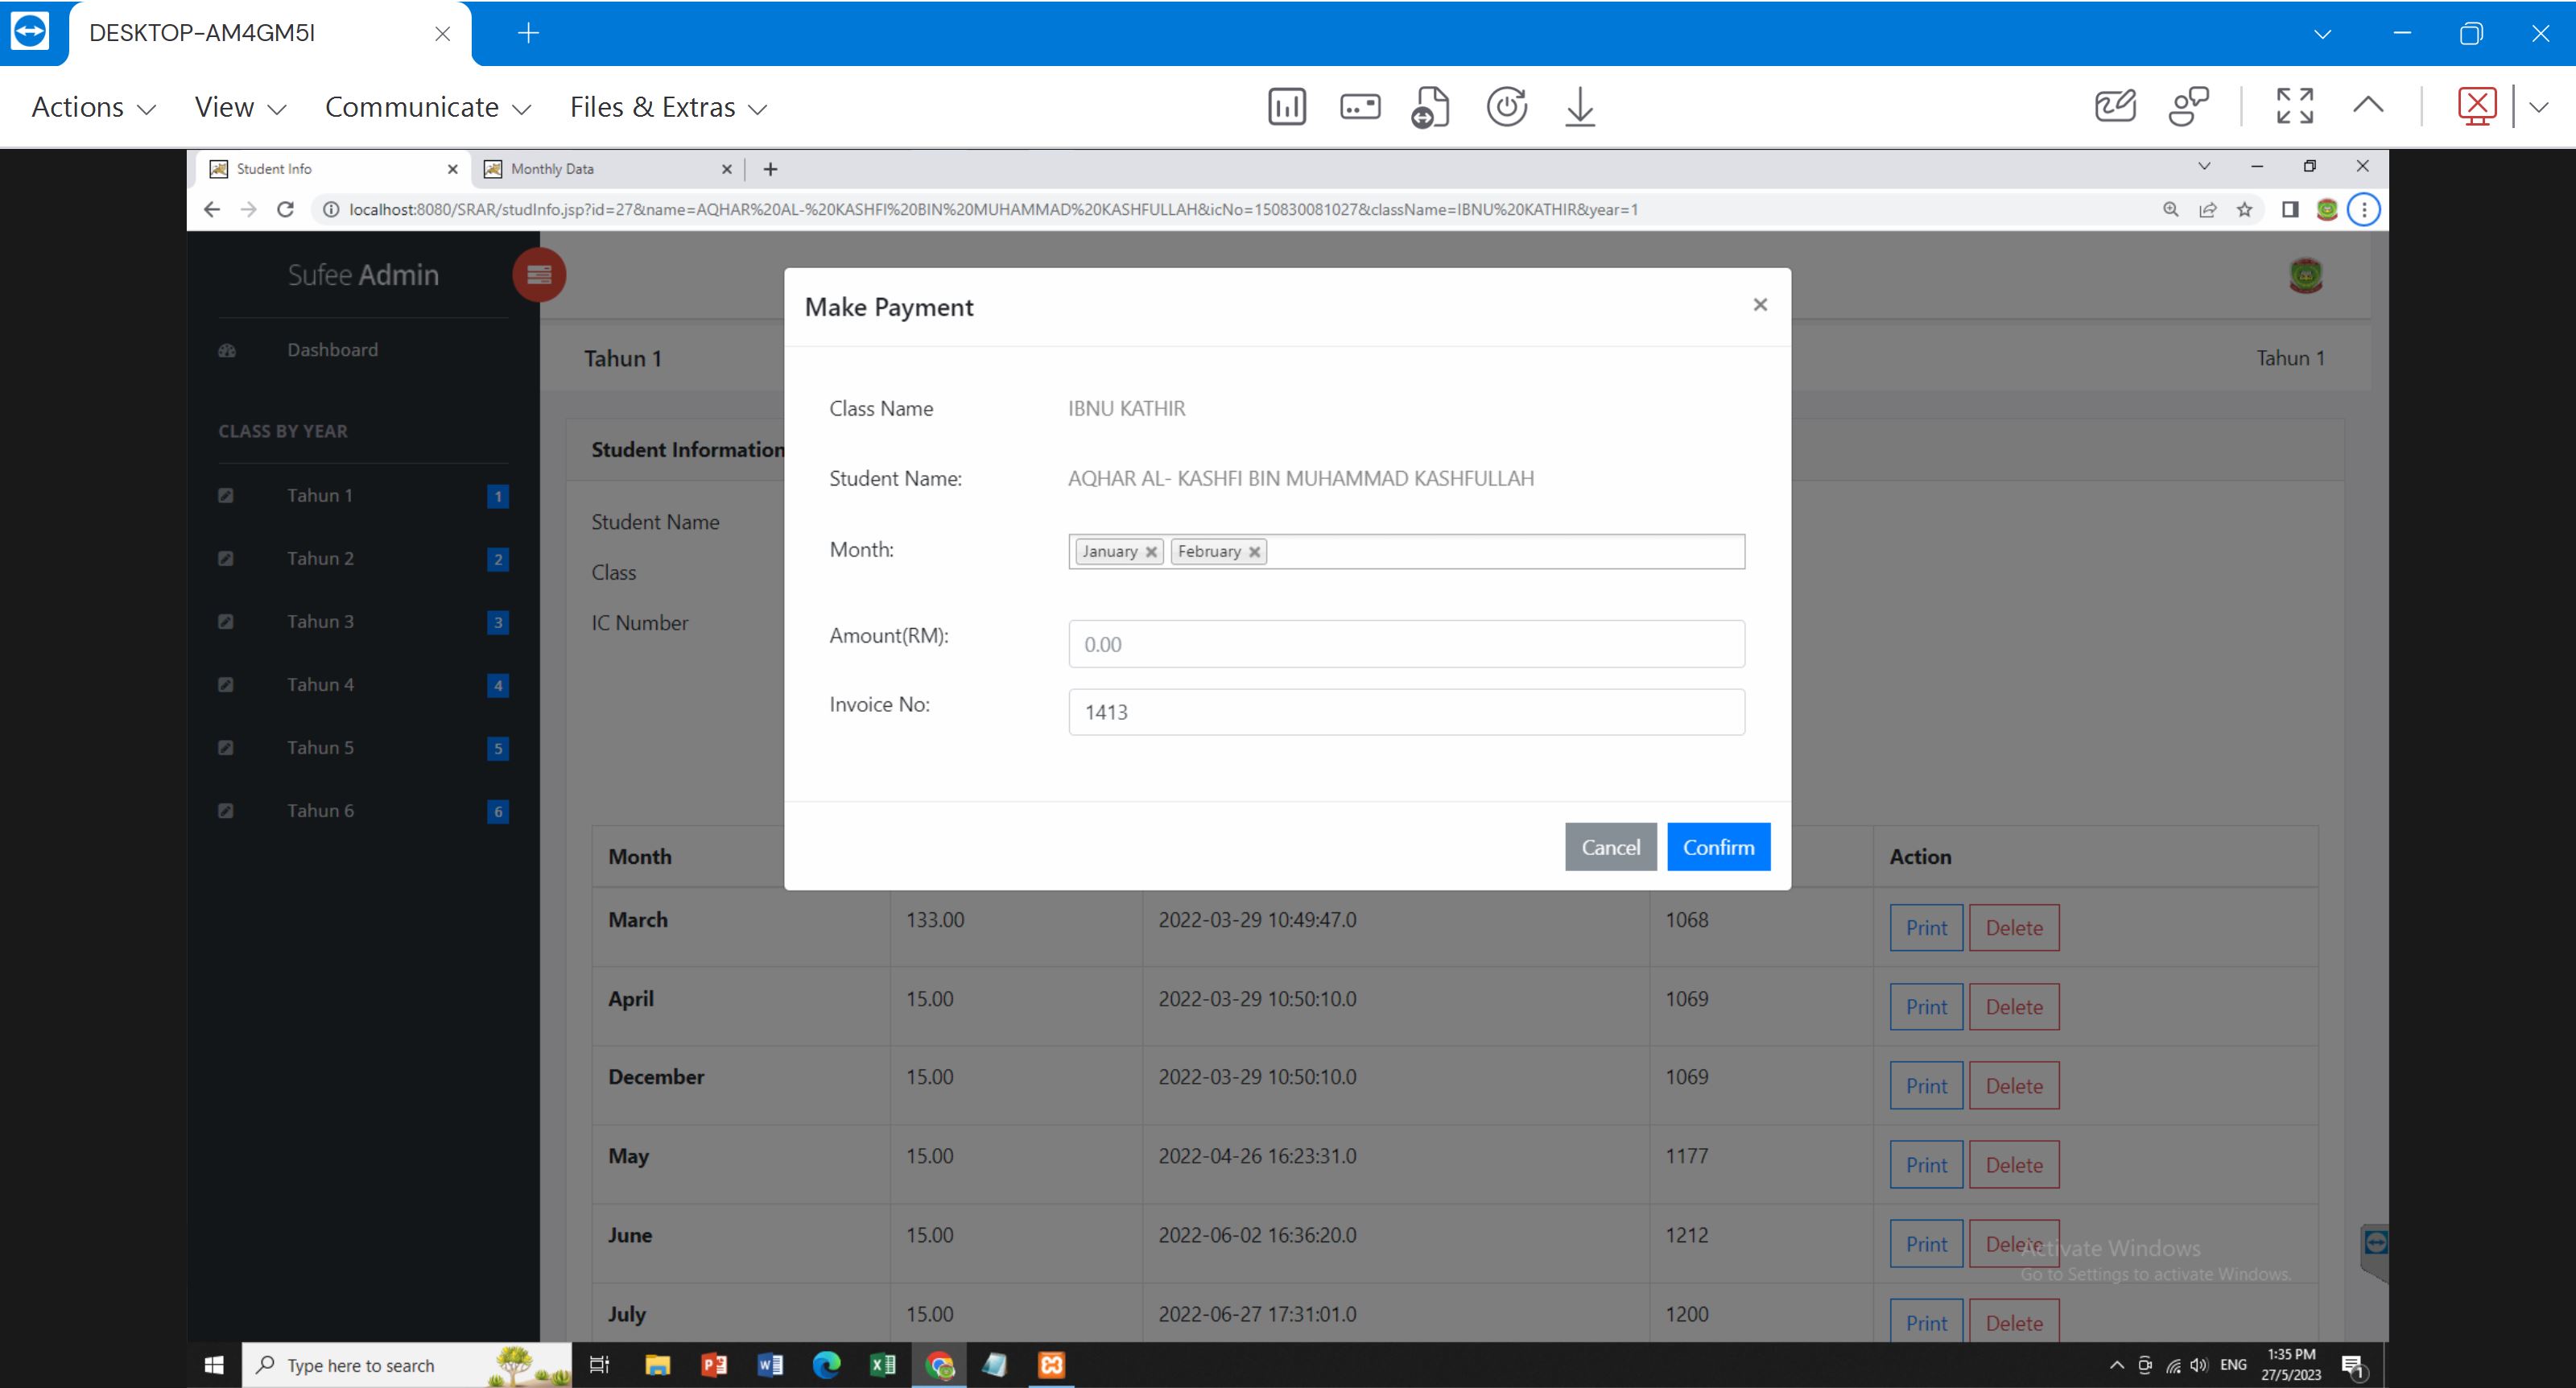 DESKTOP-AM4GM5I
Actions View Communicate Files & Extras
Student Info Monthly Data
localhost:8080/SRAR/studInfo.jsp?id=27&name=AQHAR%20AL-%20KASHFI%20BIN%20MUHAMMAD%20KASHFULLAH&icNo=150830081027&className=IBNU%20KATHIR&year=1
Sufee Admin
Dashboard
CLASS BY YEAR
Tahun 1 1
Tahun 2 2
Tahun 3 3
Tahun 4 4
Tahun 5 5
Tahun 6 6
Tahun 1 Tahun 1
Student Information
Student Name
Class
IC Number
Make Payment
Class Name IBNU KATHIR
Student Name: AQHAR AL- KASHFI BIN MUHAMMAD KASHFULLAH
Month: January February
Amount(RM): 0.00
Invoice No: 1413
Cancel Confirm
Month Action
March 133.00 2022-03-29 10:49:47.0 1068 Print Delete
April 15.00 2022-03-29 10:50:10.0 1069 Print Delete
December 15.00 2022-03-29 10:50:10.0 1069 Print Delete
May 15.00 2022-04-26 16:23:31.0 1177 Print Delete
June 15.00 2022-06-02 16:36:20.0 1212 Print Delete
July 15.00 2022-06-27 17:31:01.0 1200 Print Delete
Activate Windows
Go to Settings to activate Windows.
Type here to search
ENG
1:35 PM
27/5/2023
1